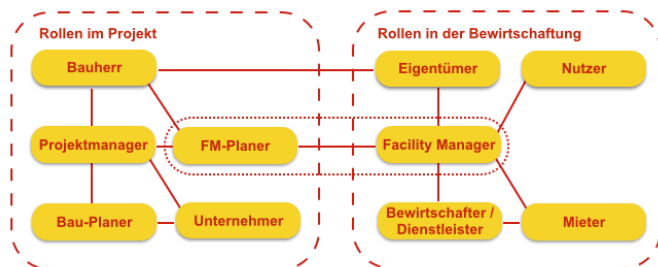 Rollen im Projekt
Rollen in der Bewirtschaftung
Bauherr
Eigentümer
Nutzer
Projektmanager
FM-Planer
Facility Manager
Bau-Planer
Unternehmer
Bewirtschafter /
Dienstleister
Mieter